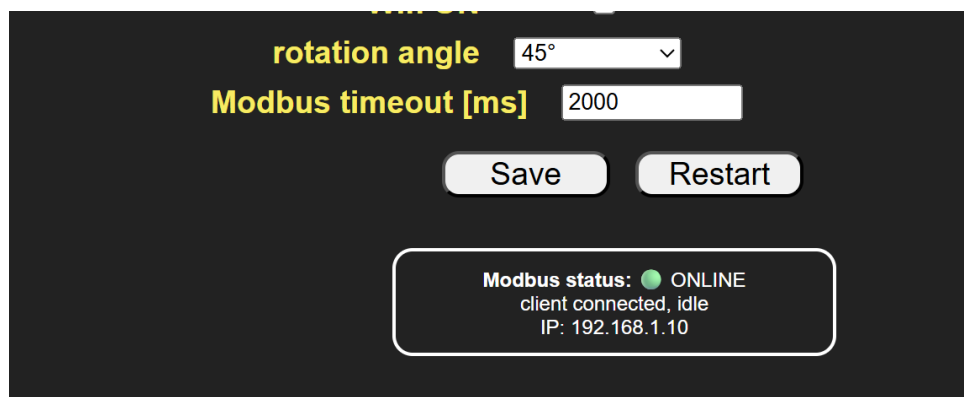 rotation angle 45°
Modbus timeout [ms] 2000
Save Restart
Modbus status: ONLINE
client connected, idle
IP: 192.168.1.10